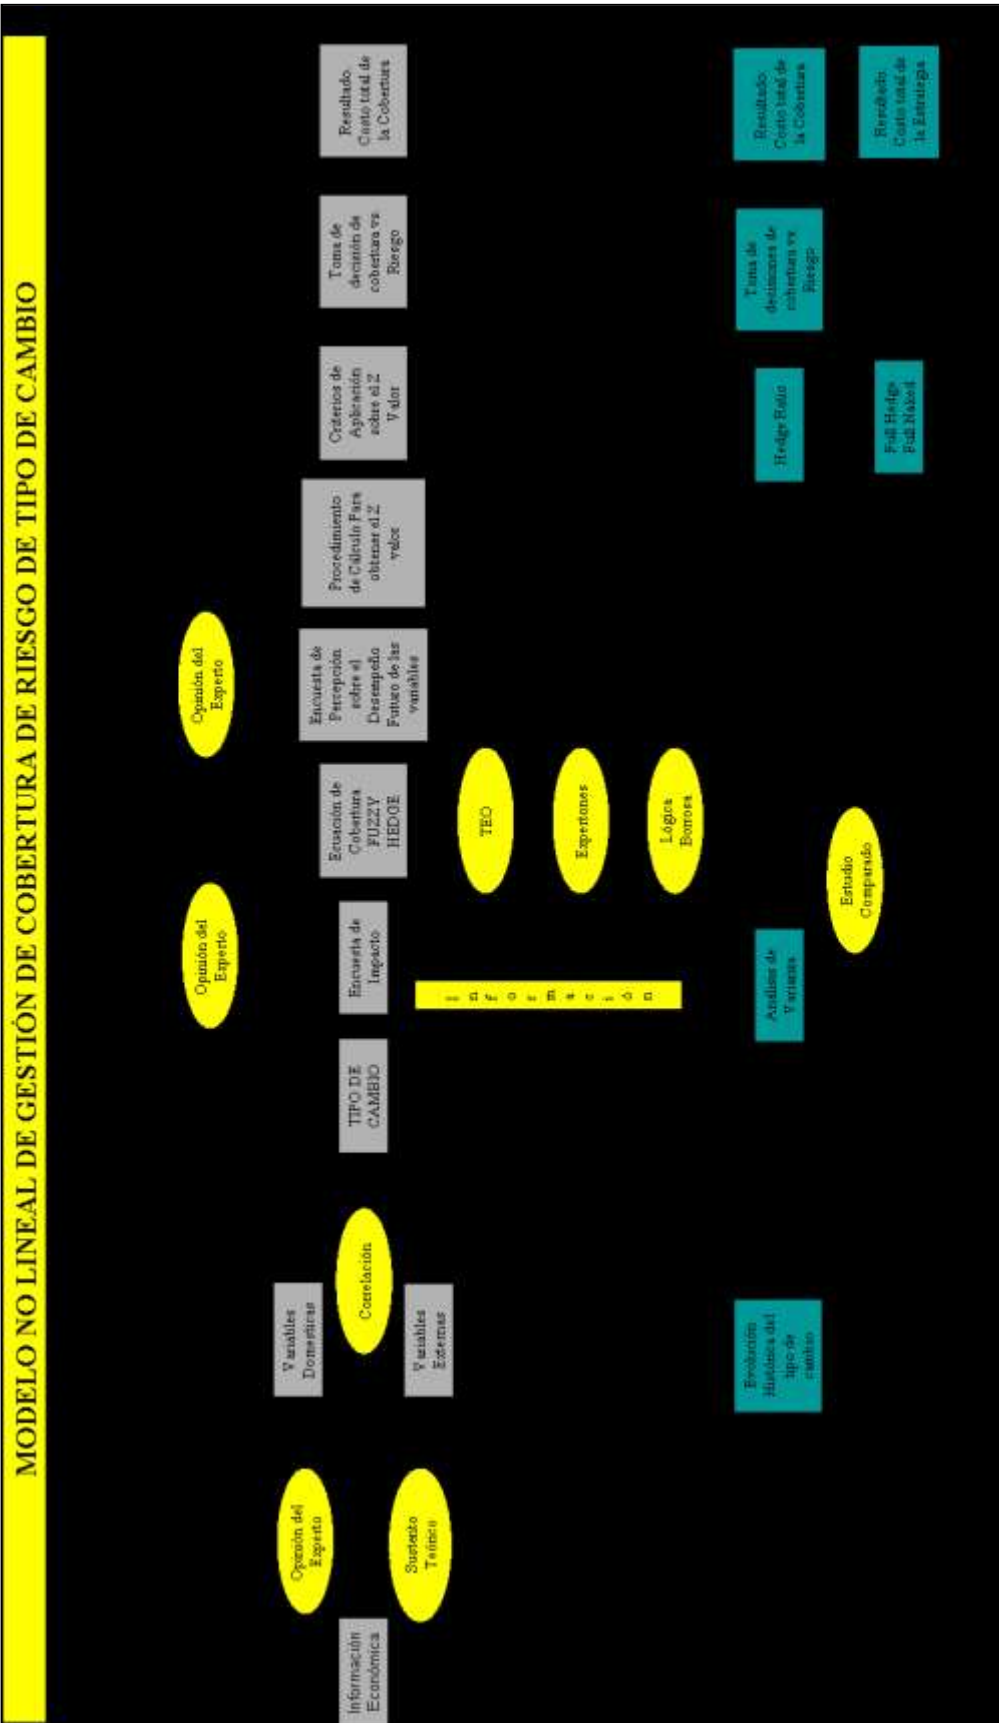 MODELO NO LINEAL DE GESTIÓN DE COBERTURA DE RIESGO DE TIPO DE CAMBIO
Opinión del
Experto
Opinión del
Experto
Información
Económica
Opinión del
Experto
Sustento
Teórico
Variables
Domesticas
Variables
Externas
Correlación
TIPO DE
CAMBIO
Encuesta de
Impacto
Ecuación de
Cobertura
FUZZY
HEDGE
Encuesta de
Percepción
sobre el
Desempeño
Futuro de las
variables
Procedimiento
de Cálculo Para
obtener el Z
valor
Criterios de
Aplicación
sobre el Z
Valor
Toma de
decisión de
cobertura vs
Riesgo
Resultado:
Costo total de
la Cobertura
Información
TEO
Expertones
Lógica
Borrosa
Evolución
Histórica del
tipo de
cambio
Análisis de
Varianza
Estudio
Comparado
Hedge Ratio
Toma de
decisiones de
cobertura vs
Riesgo
Resultado:
Costo total de
la Cobertura
Full Hedge
Full Naked
Resultado:
Costo total de
la Estrategia